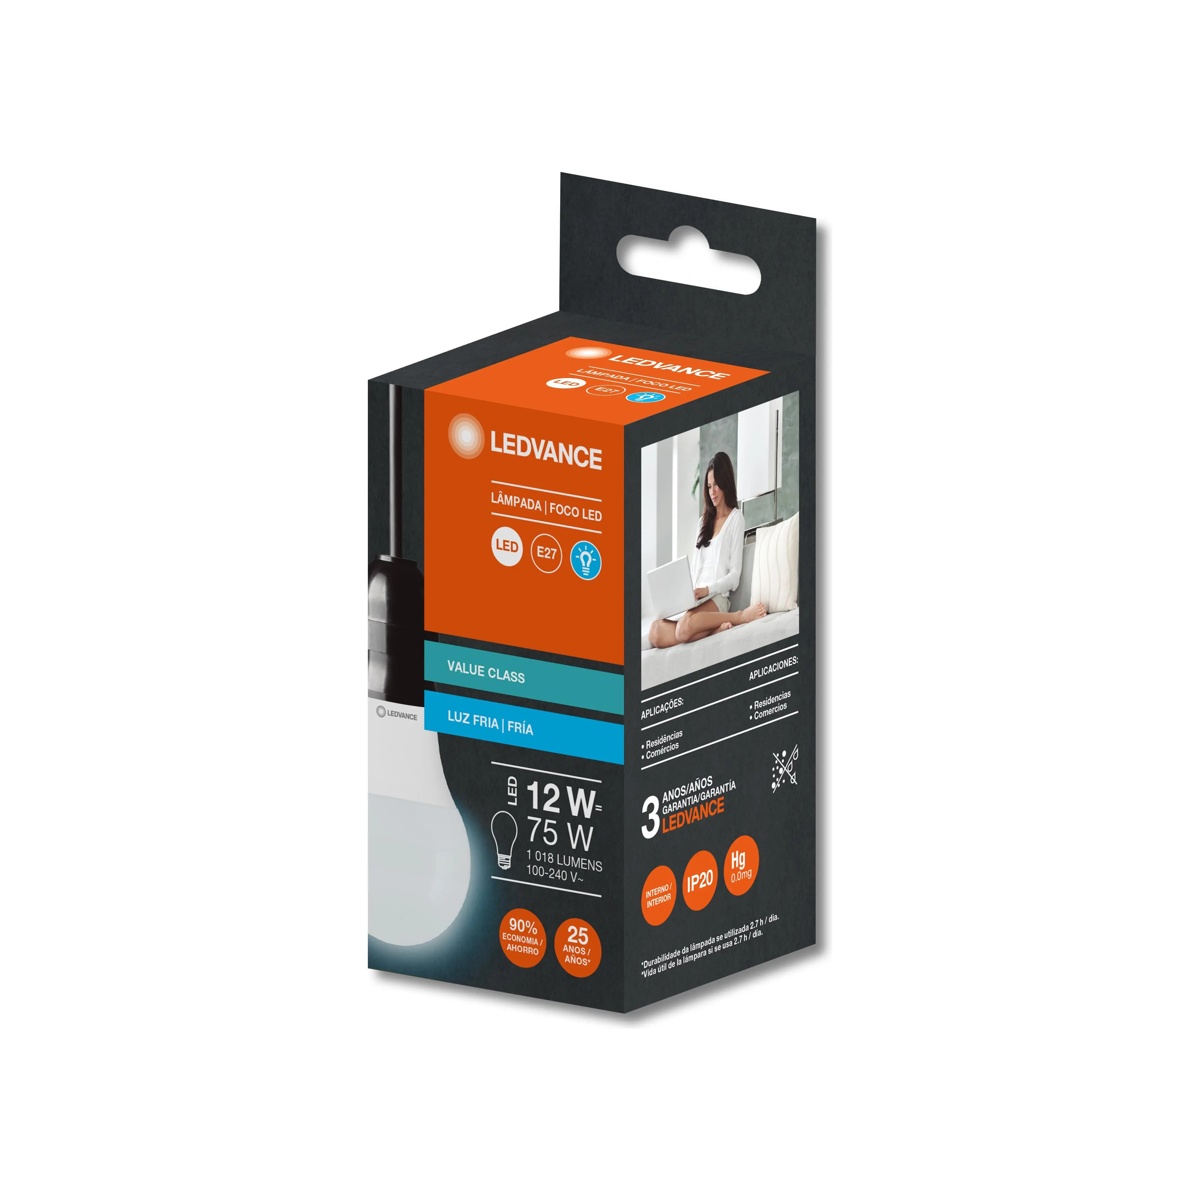 LEDVANCE
LÂMPADA | FOCO LED
LED E27
LEDVANCE
LÂMPADA | FOCO LED
LED E27
VALUE CLASS
LUZ FRIA | FRÍA
LEDVANCE
LED
12 W=
75 W
1 018 LUMENS
100-240 V~
90%
ECONOMIA /
AHORRO
25
ANOS /
AÑOS*
APLICAÇÕES:
• Residências
• Comércios
APLICACIONES:
• Residencias
• Comercios
3 ANOS/AÑOS
GARANTIA/GARANTÍA
LEDVANCE
INTERNO /
INTERIOR
IP20
Hg
0.0mg
*Durabilidade da lâmpada se utilizada 2.7 h / dia.
*Vida útil de la lámpara si se usa 2.7 h / día.